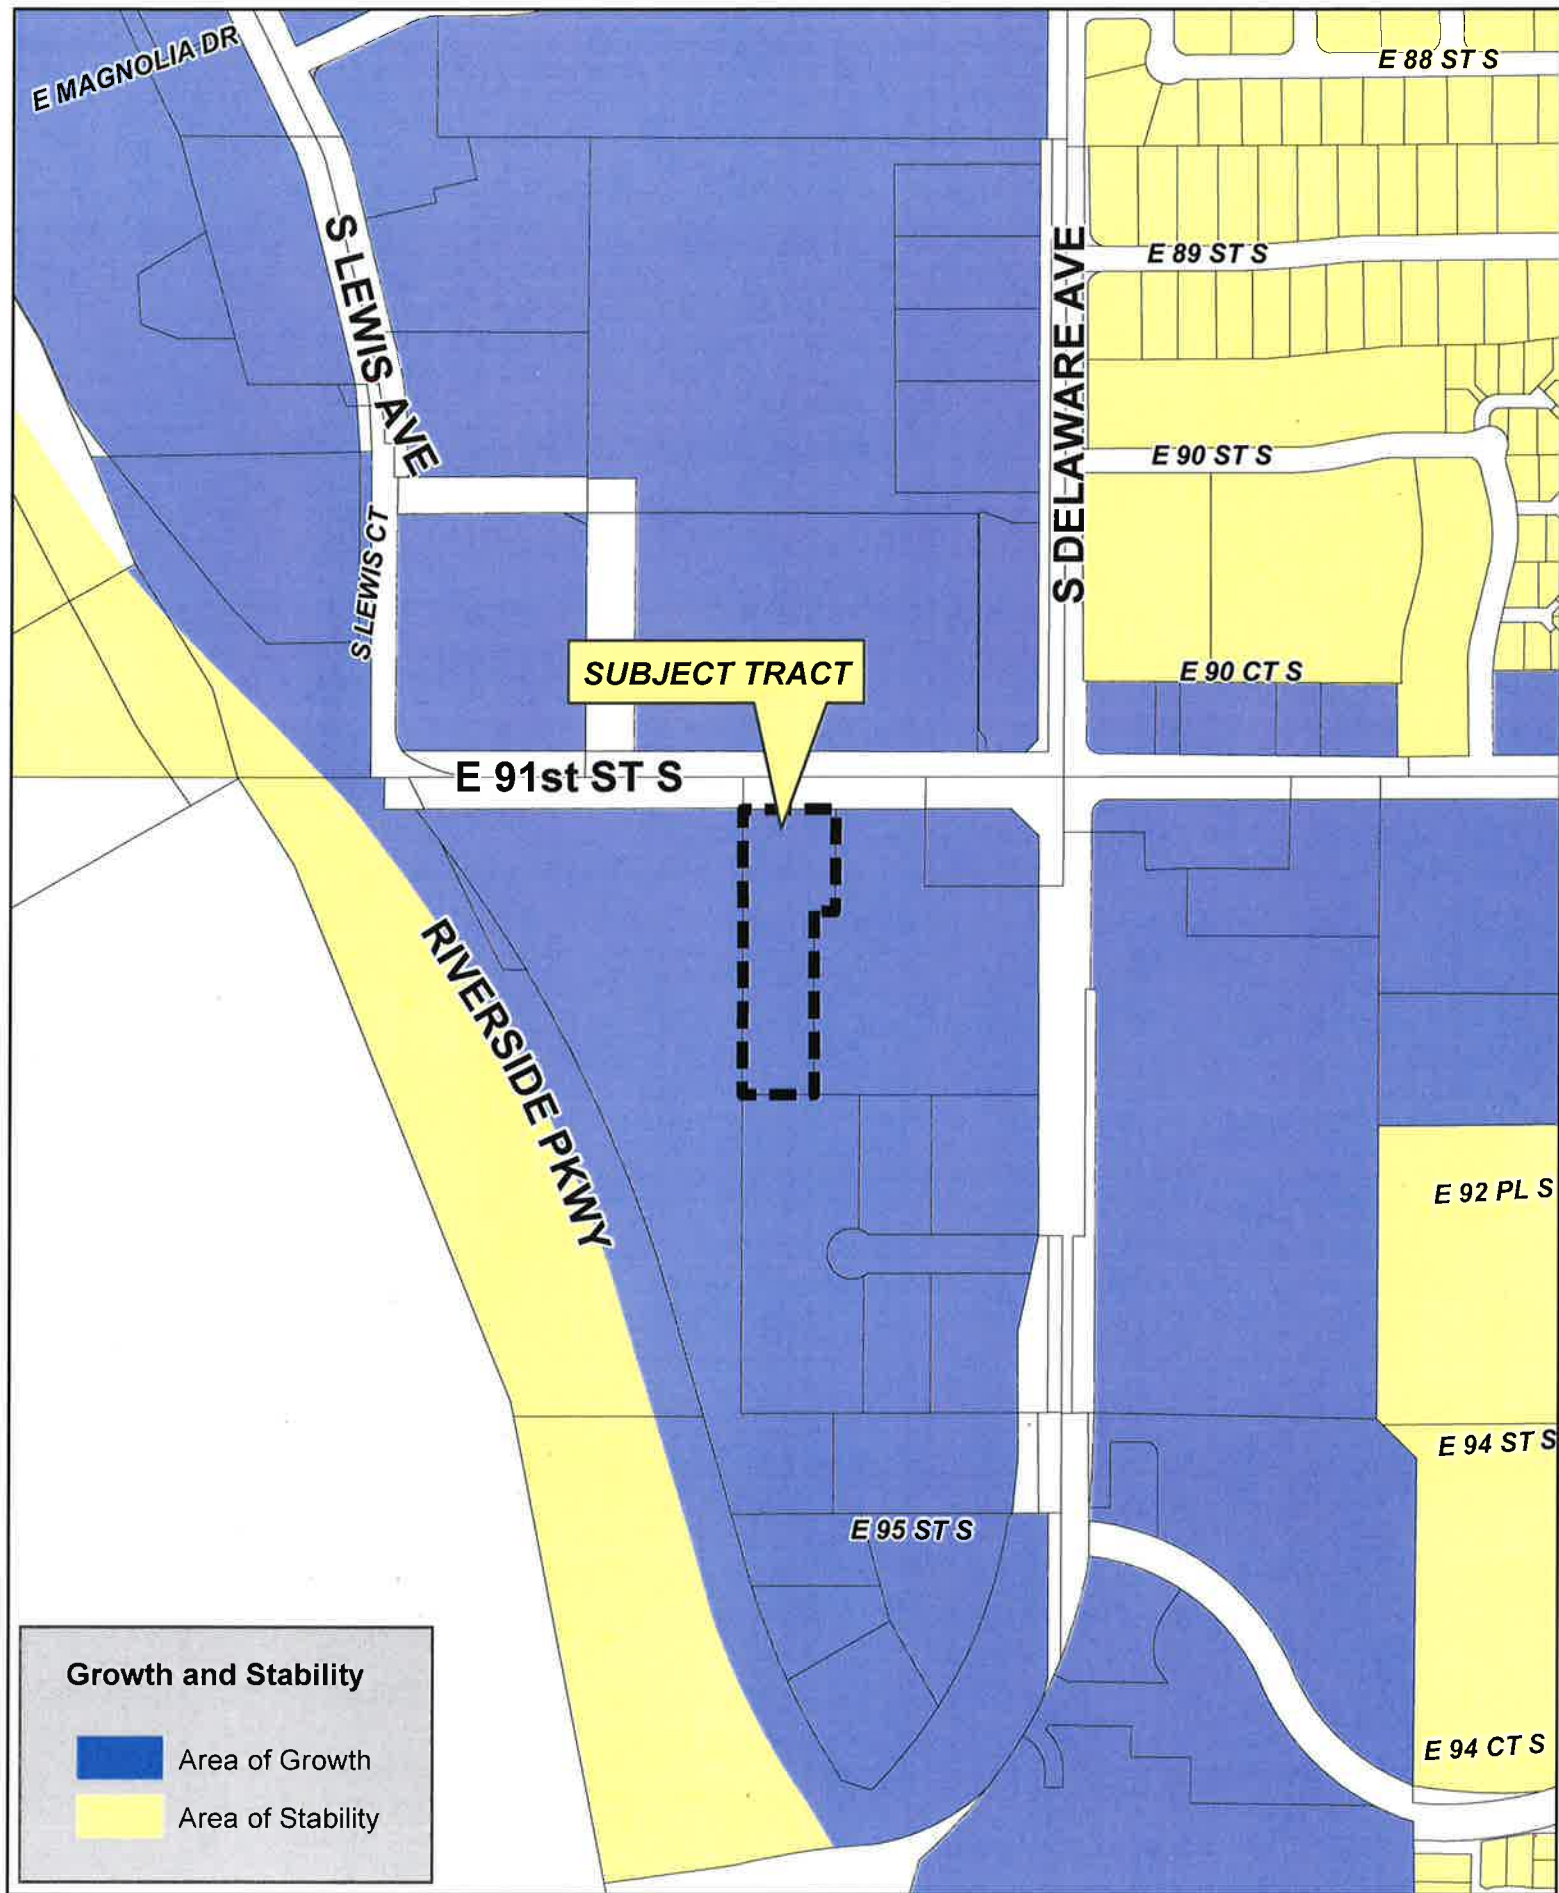 E MAGNOLIA DR
E 88 ST S
S LEWIS AVE
E 89 ST S
S DELAWARE AVE
E 90 ST S
S LEWIS CT
SUBJECT TRACT
E 90 CT S
E 91st ST S
RIVERSIDE PKWY
E 92 PL S
E 94 ST S
E 95 ST S
E 94 CT S
Growth and Stability
Area of Growth
Area of Stability